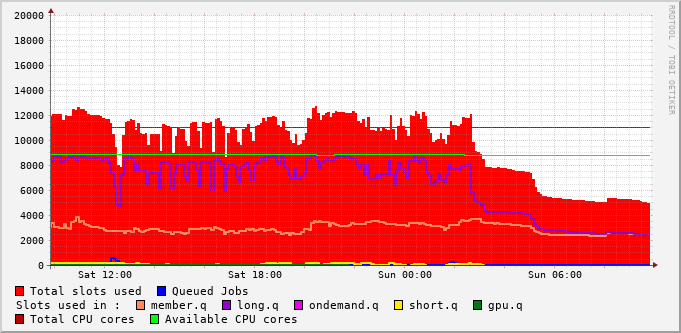 RRDTOOL / TOBI OETIKER
20000
18000
16000
14000
12000
10000
8000
6000
4000
2000
0
Sat 12:00 Sat 18:00 Sun 00:00 Sun 06:00
Total slots used Queued Jobs
Slots used in : member.q long.q ondemand.q short.q gpu.q
Total CPU cores Available CPU cores